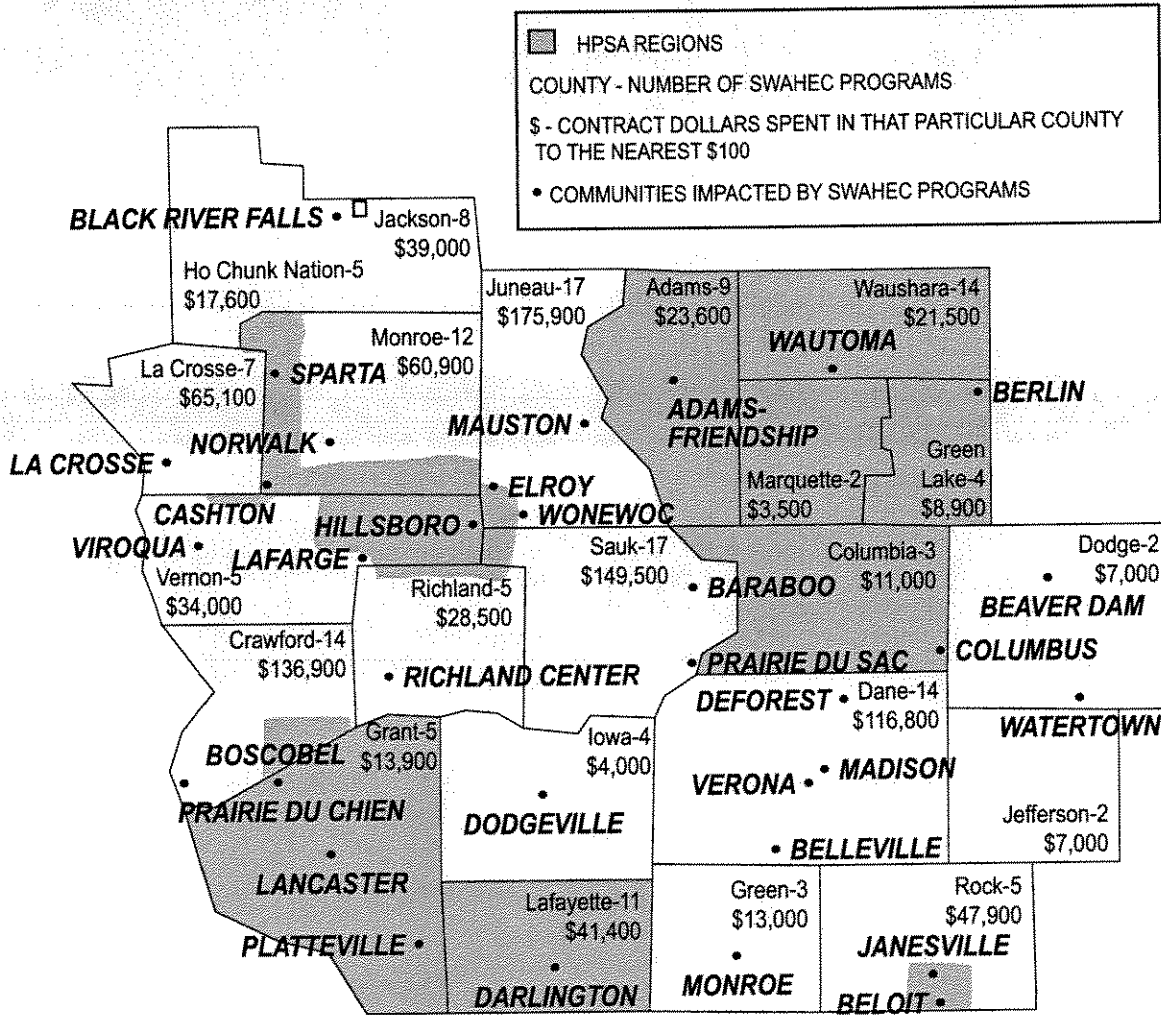 HPSA REGIONS
COUNTY - NUMBER OF SWAHEC PROGRAMS
$ - CONTRACT DOLLARS SPENT IN THAT PARTICULAR COUNTY
TO THE NEAREST $100
• COMMUNITIES IMPACTED BY SWAHEC PROGRAMS
BLACK RIVER FALLS
Jackson-8
$39,000
Ho Chunk Nation-5
$17,600
Juneau-17
$175,900
Adams-9
$23,600
Waushara-14
$21,500
WAUTOMA
Monroe-12
$60,900
La Crosse-7
$65,100
SPARTA
BERLIN
MAUSTON
ADAMS-
FRIENDSHIP
NORWALK
LA CROSSE
Green
Lake-4
$8,900
Marquette-2
$3,500
ELROY
WONEWOC
CASHTON
HILLSBORO
VIROQUA
LAFARGE
Vernon-5
$34,000
Sauk-17
$149,500
Columbia-3
$11,000
Dodge-2
$7,000
Richland-5
$28,500
BARABOO
BEAVER DAM
Crawford-14
$136,900
COLUMBUS
PRAIRIE DU SAC
RICHLAND CENTER
DEFOREST
Dane-14
$116,800
WATERTOWN
Grant-5
$13,900
Iowa-4
$4,000
BOSCOBEL
MADISON
VERONA
PRAIRIE DU CHIEN
DODGEVILLE
Jefferson-2
$7,000
BELLEVILLE
LANCASTER
Lafayette-11
$41,400
Green-3
$13,000
Rock-5
$47,900
PLATTEVILLE
JANESVILLE
DARLINGTON
MONROE
BELOIT